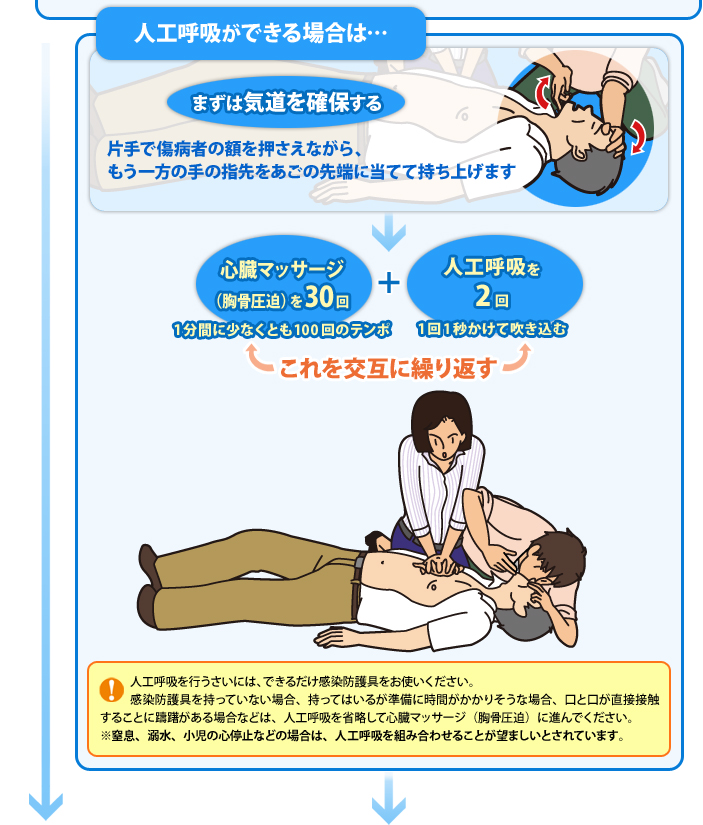 人工呼吸ができる場合は…
まずは気道を確保する
片手で傷病者の額を押さえながら、
もう一方の手の指先をあごの先端に当てて持ち上げます
心臓マッサージ
（胸骨圧迫）を30回
1分間に少なくとも100回のテンポ
+
人工呼吸を
2回
1回1秒かけて吹き込む
これを交互に繰り返す
! 人工呼吸を行うさいには、できるだけ感染防護具をお使いください。
感染防護具を持っていない場合、持ってはいるが準備に時間がかかりそうな場合、口と口が直接接触
することに躊躇がある場合などは、人工呼吸を省略して心臓マッサージ（胸骨圧迫）に進んでください。
※窒息、溺水、小児の心停止などの場合は、人工呼吸を組み合わせることが望ましいとされています。